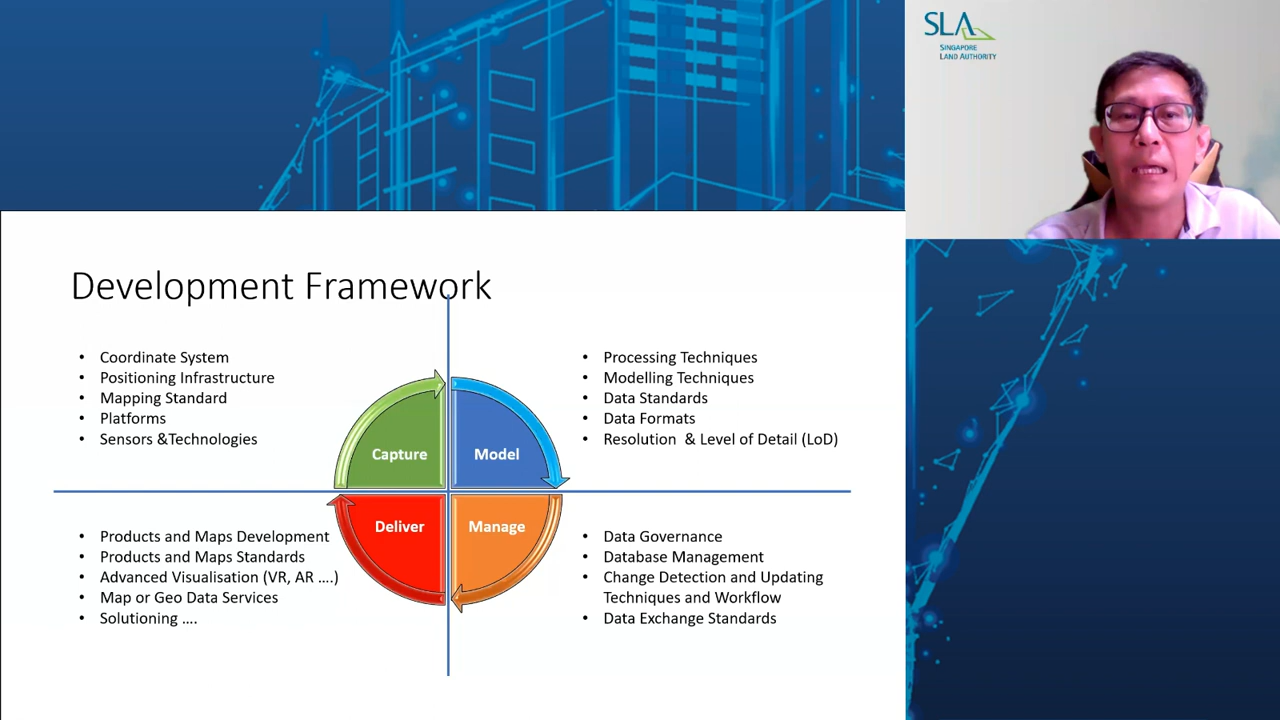 SLA
SINGAPORE
LAND AUTHORITY
Development Framework
• Coordinate System
• Positioning Infrastructure
• Mapping Standard
• Platforms
• Sensors &Technologies
• Processing Techniques
• Modelling Techniques
• Data Standards
• Data Formats
• Resolution & Level of Detail (LoD)
Capture
Model
Deliver
Manage
• Products and Maps Development
• Products and Maps Standards
• Advanced Visualisation (VR, AR ....)
• Map or Geo Data Services
• Solutioning ....
• Data Governance
• Database Management
• Change Detection and Updating
Techniques and Workflow
• Data Exchange Standards